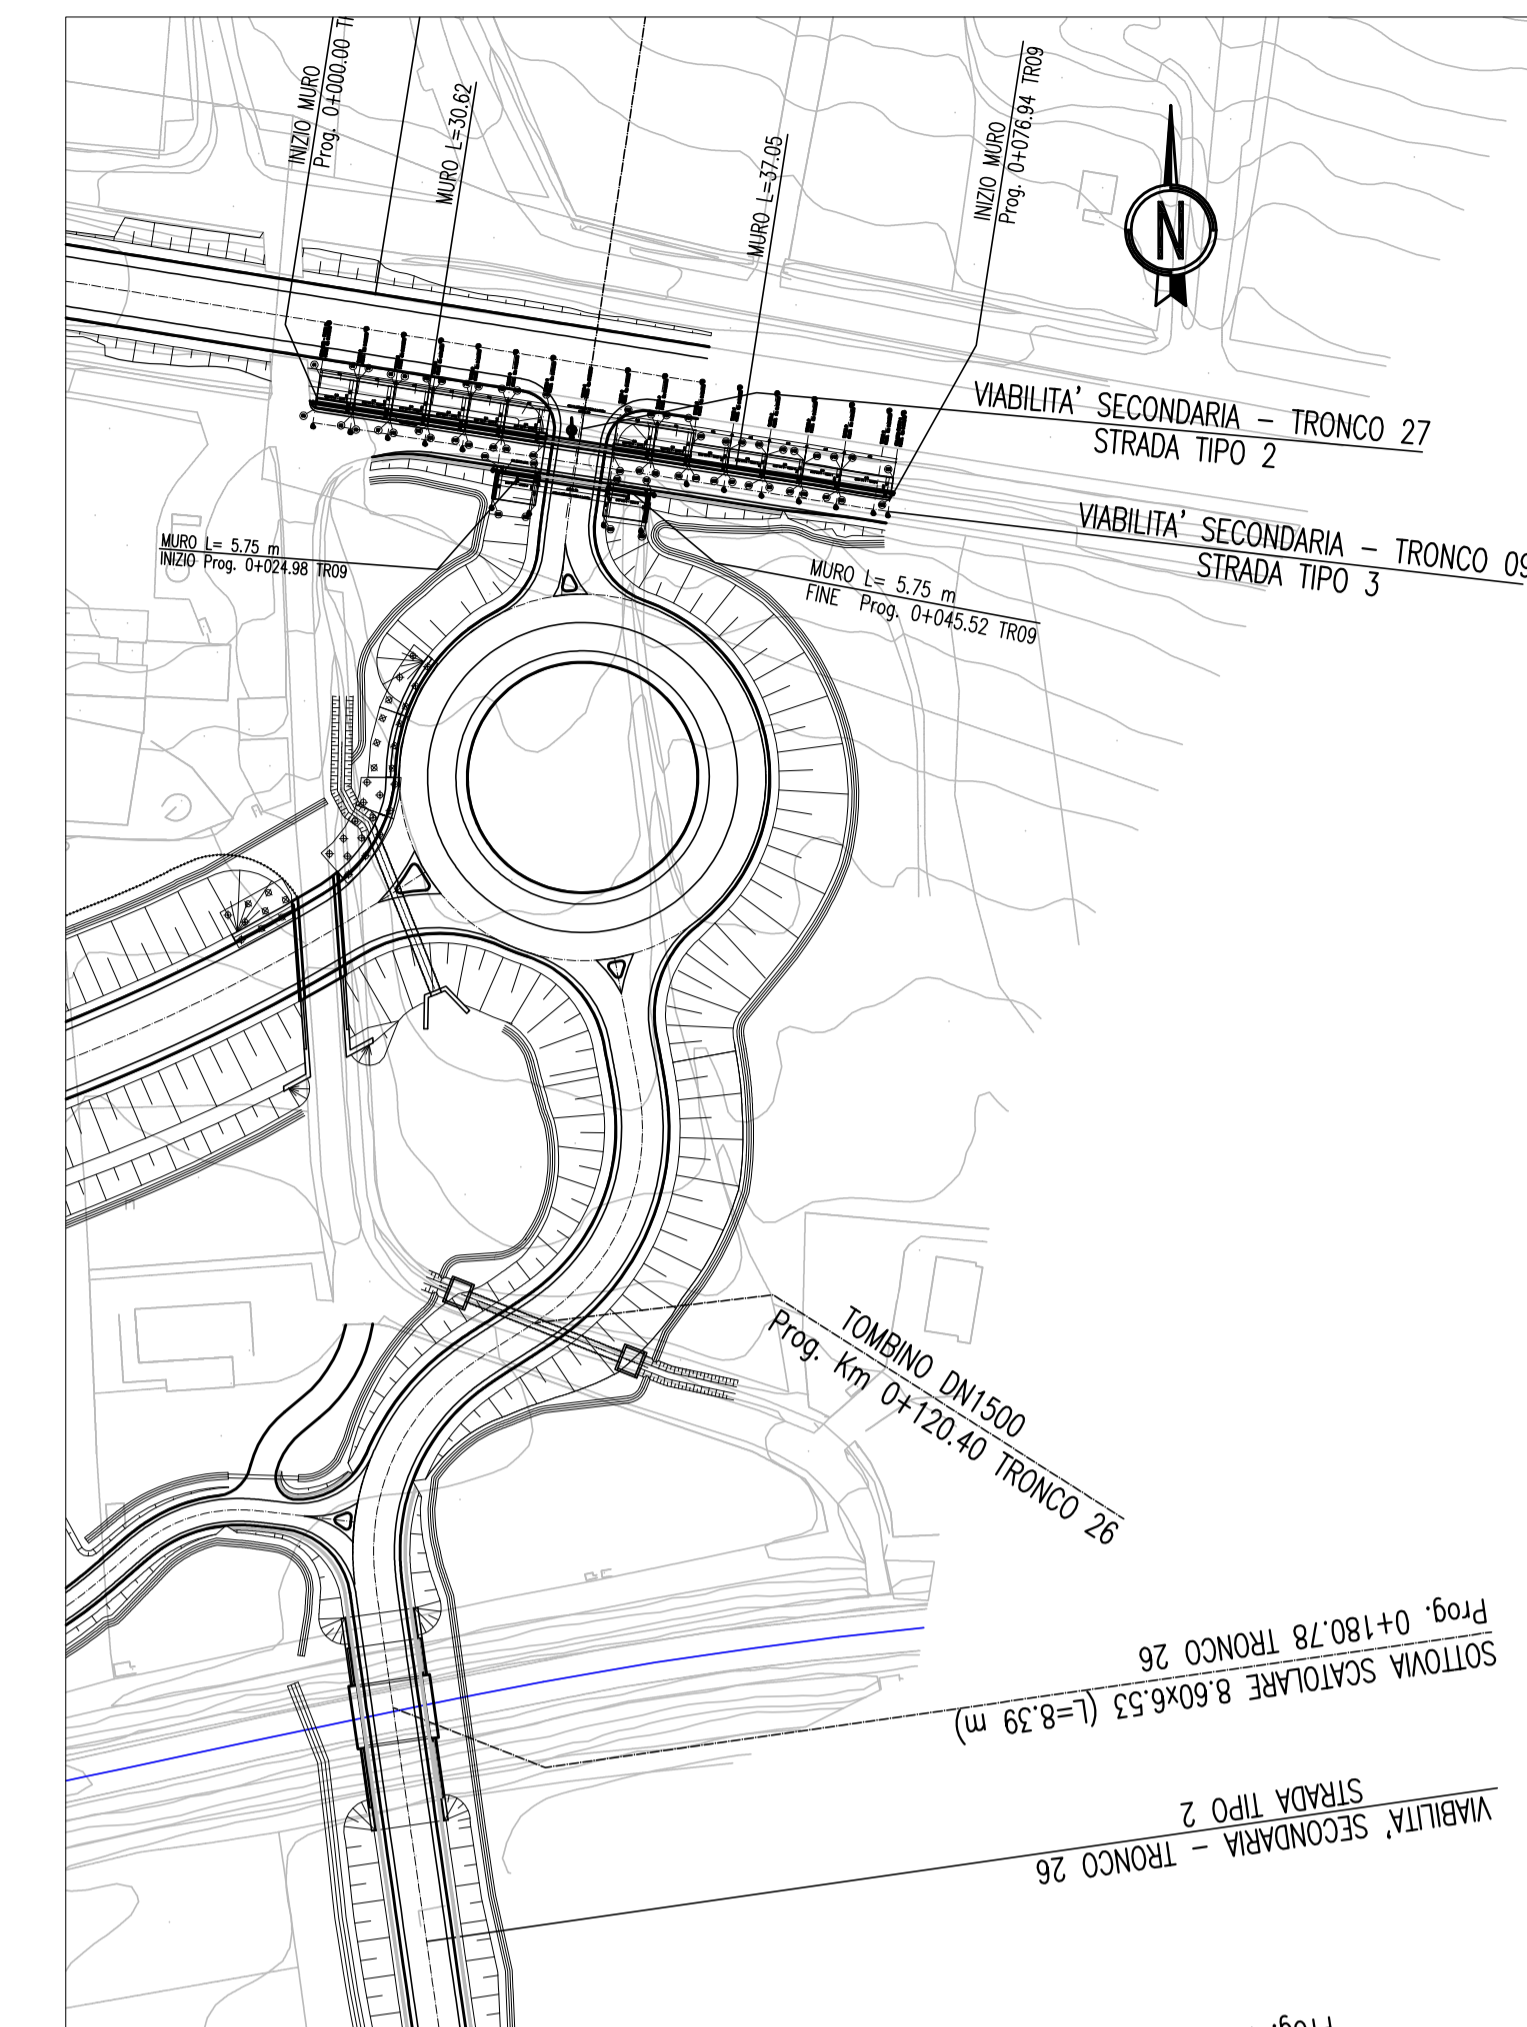 INIZIO MURO
Prog. 0+000.00
MURO L=30.62
MURO L=37.05
INIZIO MURO
Prog. 0+076.94 TR09
N
VIABILITA' SECONDARIA – TRONCO 27
STRADA TIPO 2
VIABILITA' SECONDARIA – TRONCO 09
STRADA TIPO 3
MURO L= 5.75 m
INIZIO Prog. 0+024.98 TR09
MURO L= 5.75 m
FINE Prog. 0+045.52 TR09
TOMBINO DN1500
Prog. Km 0+120.40 TRONCO 26
SOTTOVIA SCATOLARE 8.60x6.53 (L=8.39 m)
Prog. 0+180.78 TRONCO 26
VIABILITA' SECONDARIA – TRONCO 26
STRADA TIPO 2
Prog.